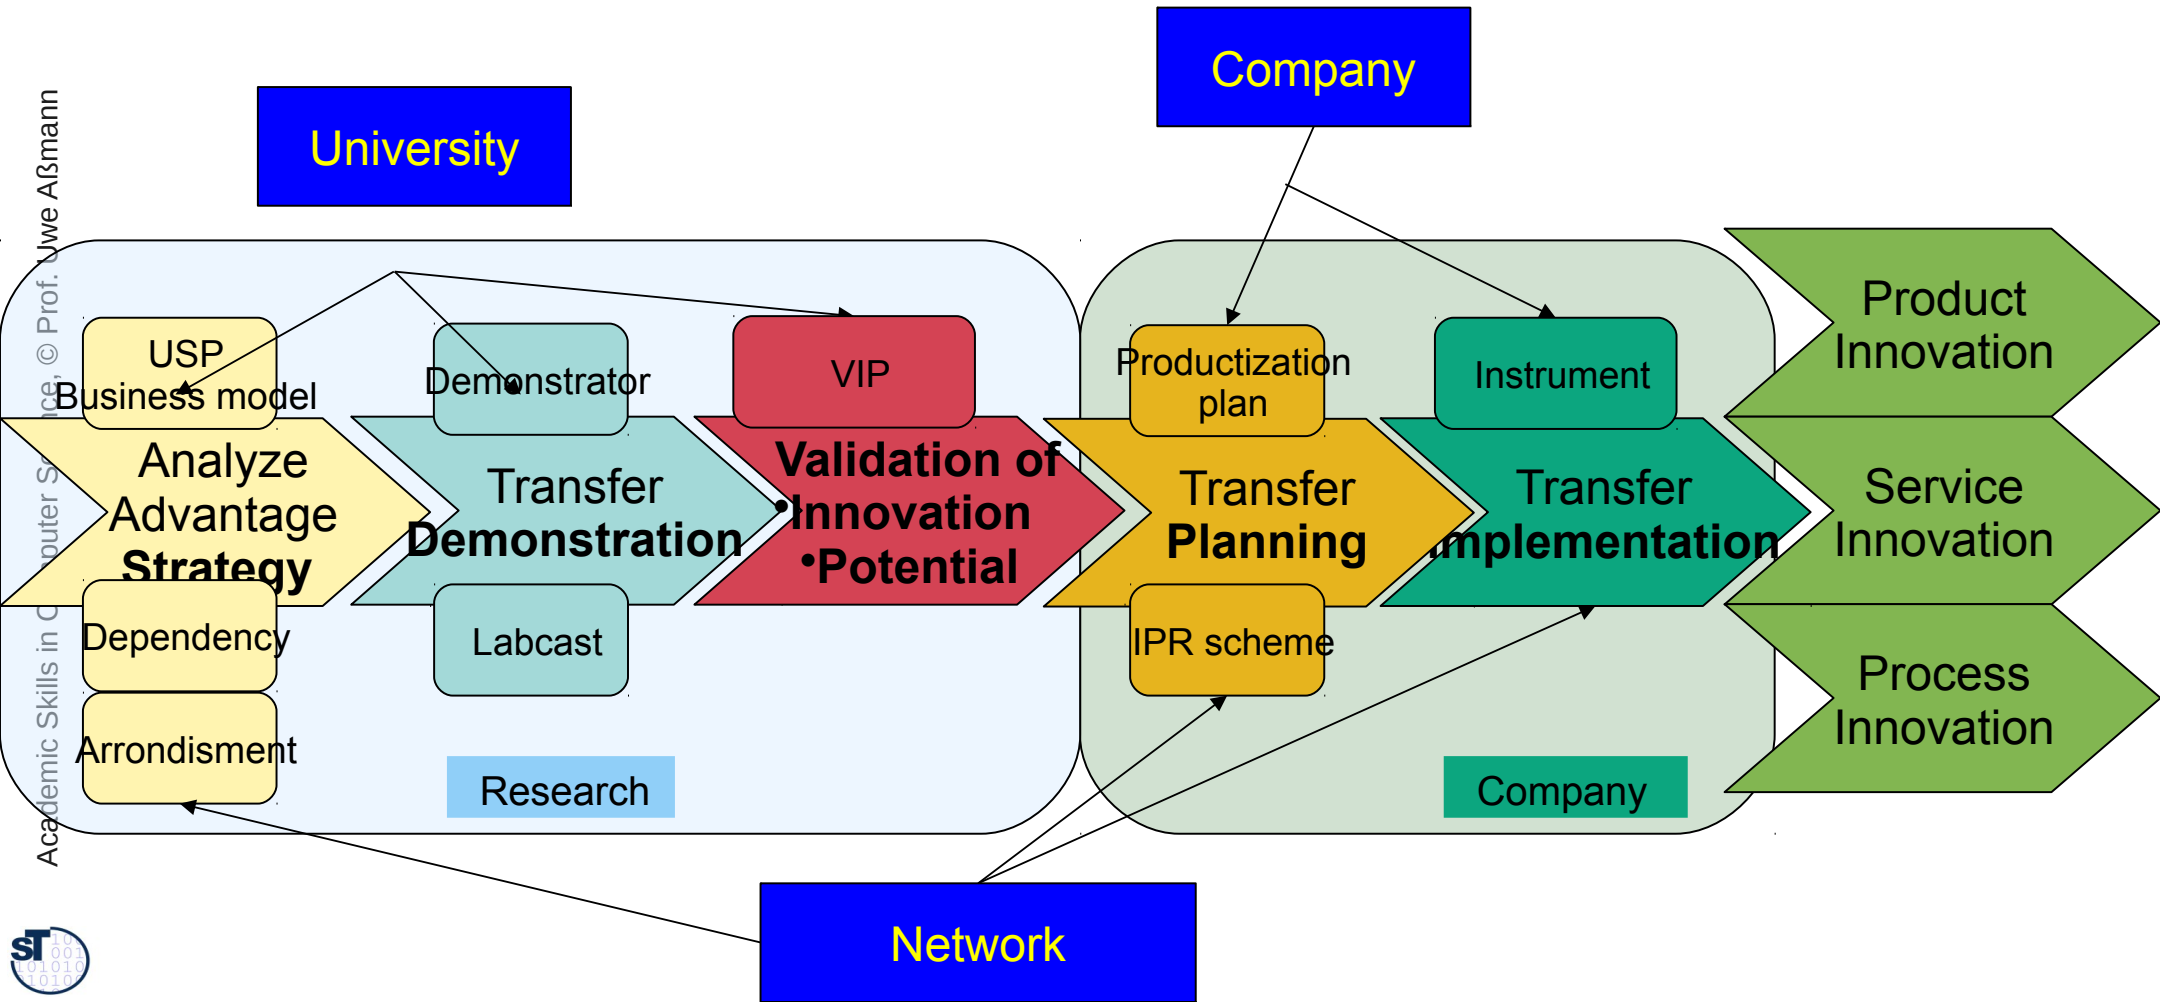 Company
University
Academic Skills in Computer Science, © Prof. Uwe Aßmann
USP
Business model
Demonstrator
VIP
Productization
plan
Instrument
Analyze
Advantage
Strategy
Transfer
Demonstration
Validation of
•Innovation
•Potential
Transfer
Planning
Transfer
Implementation
Product
Innovation
Service
Innovation
Process
Innovation
Dependency
Arrondisment
Labcast
IPR scheme
Research
Company
Network
ST